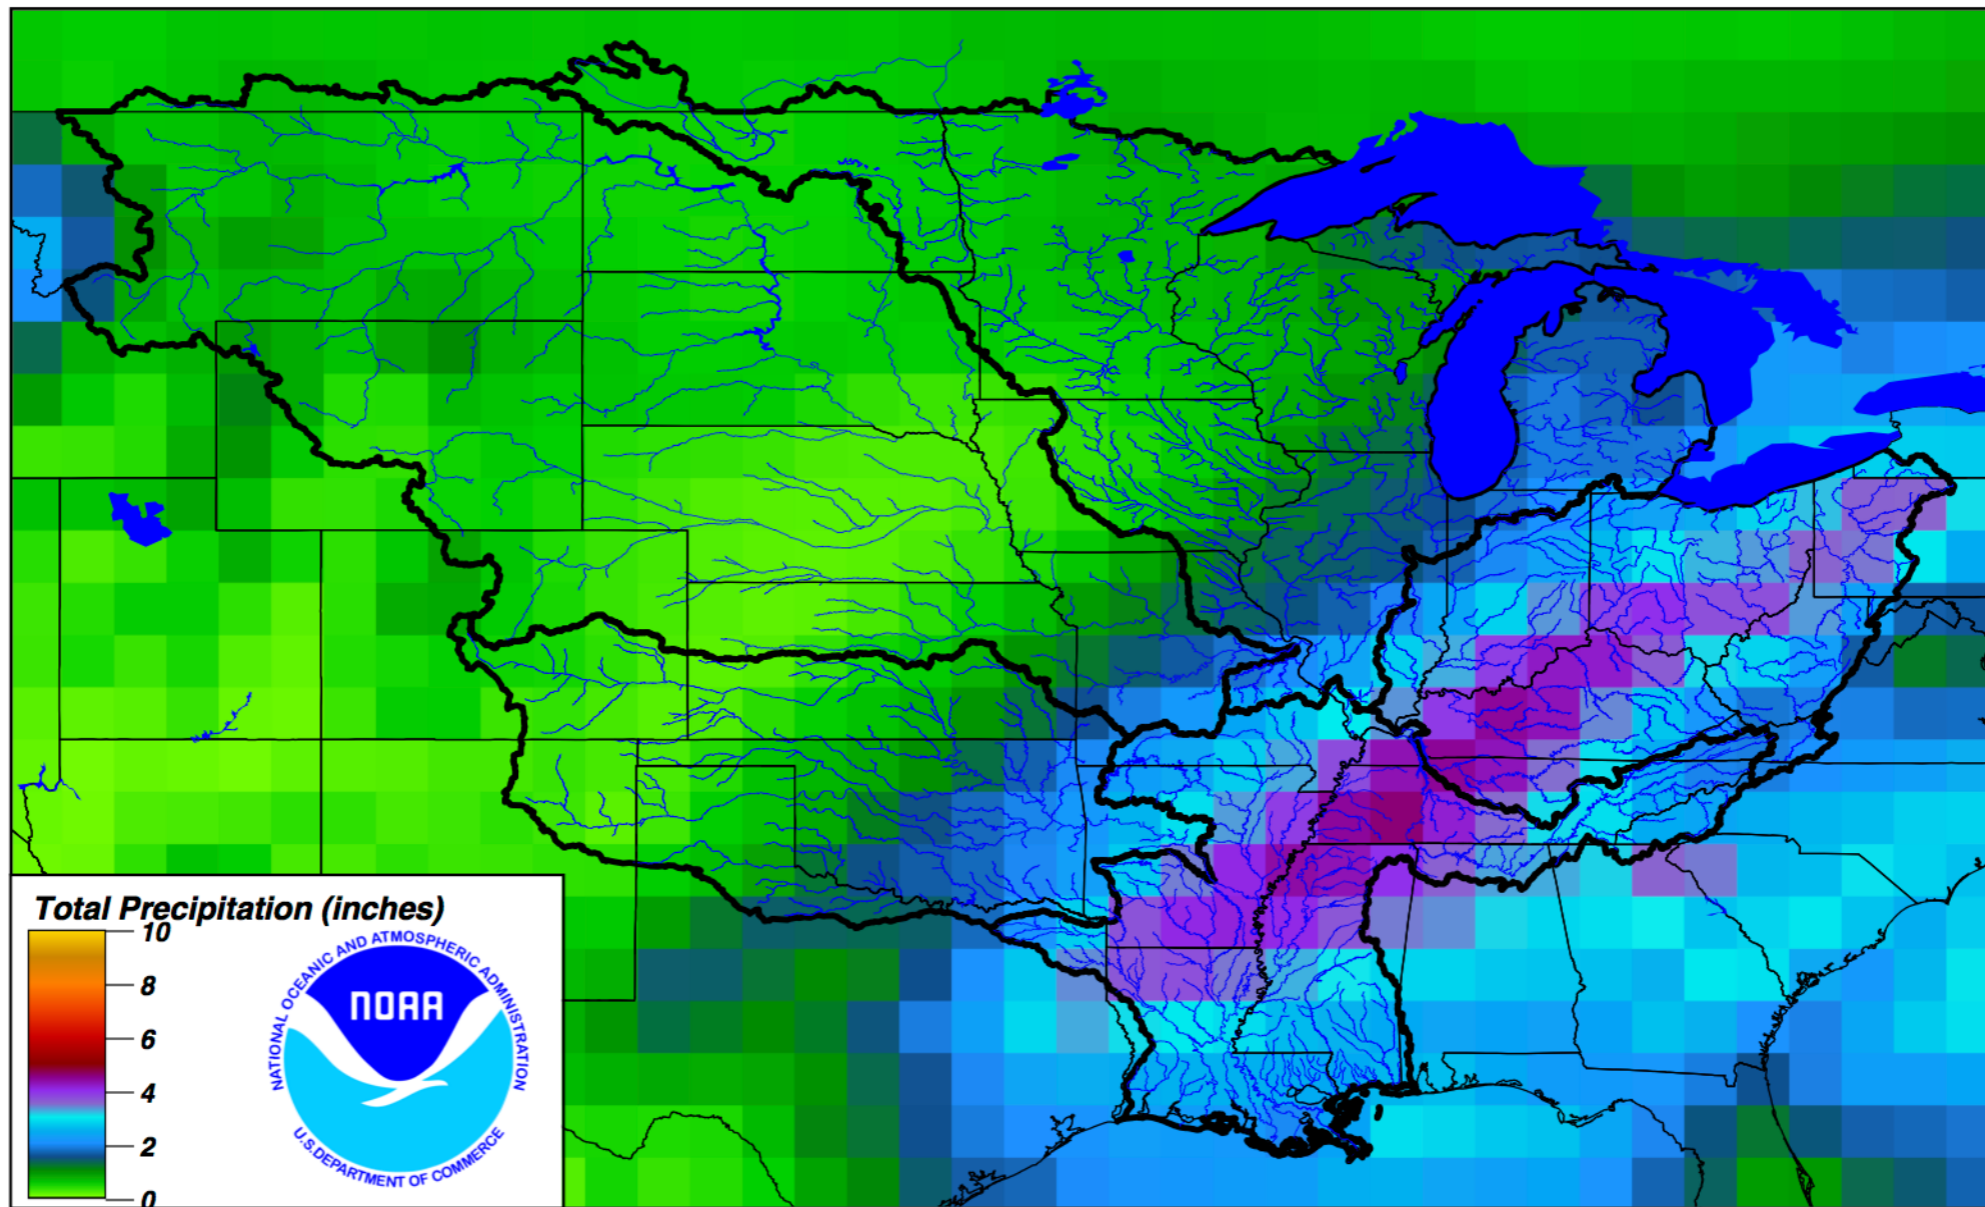 Total Precipitation (inches)
10
8
6
4
2
0
NATIONAL OCEANIC AND ATMOSPHERIC ADMINISTRATION
NOAA
U.S.DEPARTMENT OF COMMERCE